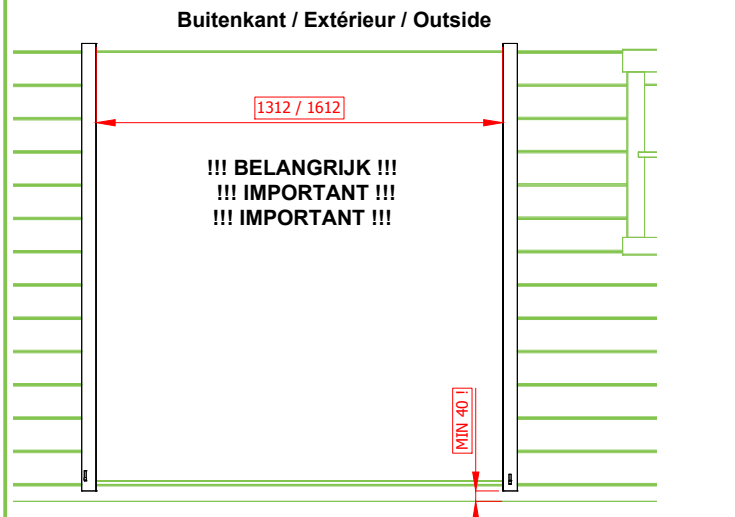 Buitenkant / Extérieur / Outside
1312 / 1612
!!! BELANGRIJK !!!
!!! IMPORTANT !!!
!!! IMPORTANT !!!
MIN 40 !